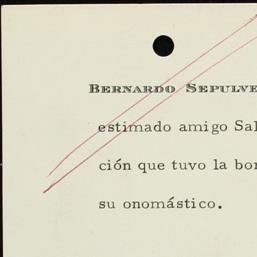 BERNARDO SEPULVE
estimado amigo Sal
ción que tuvo la bon
su onomástico.